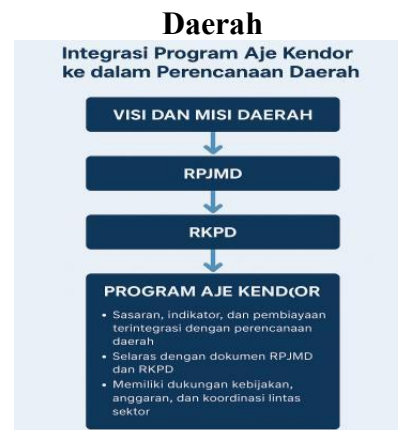 Daerah
Integrasi Program Aje Kendor
ke dalam Perencanaan Daerah
VISI DAN MISI DAERAH
RPJMD
RKPD
PROGRAM AJE KEND(OR
• Sasaran, indikator, dan pembiayaan
terintegrasi dengan perencanaan
daerah
• Selaras dengan dokumen RPJMD
dan RKPD
• Memiliki dukungan kebijakan,
anggaran, dan koordinasi lintas
sektor